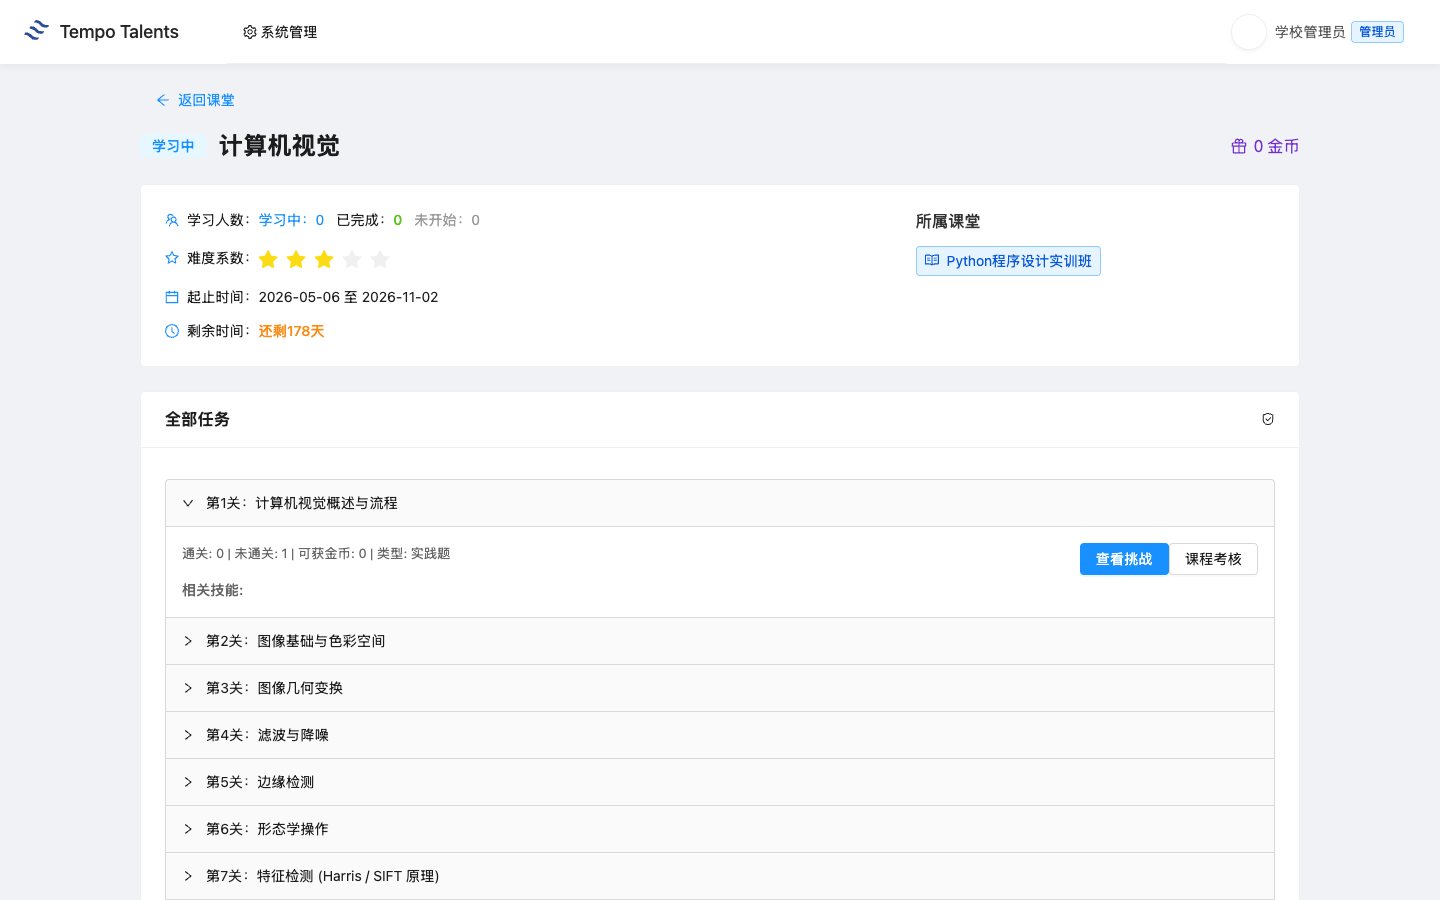 Tempo Talents
系统管理
学校管理员 管理员
返回课堂
学习中 计算机视觉
0 金币
学习人数： 学习中：0 已完成：0 未开始：0
难度系数：
起止时间： 2026-05-06 至 2026-11-02
剩余时间： 还剩178天
所属课堂
Python程序设计实训班
全部任务
第1关：计算机视觉概述与流程
通关: 0 | 未通关: 1 | 可获金币: 0 | 类型: 实践题
查看挑战 课程考核
相关技能:
第2关：图像基础与色彩空间
第3关：图像几何变换
第4关：滤波与降噪
第5关：边缘检测
第6关：形态学操作
第7关：特征检测 (Harris / SIFT 原理)